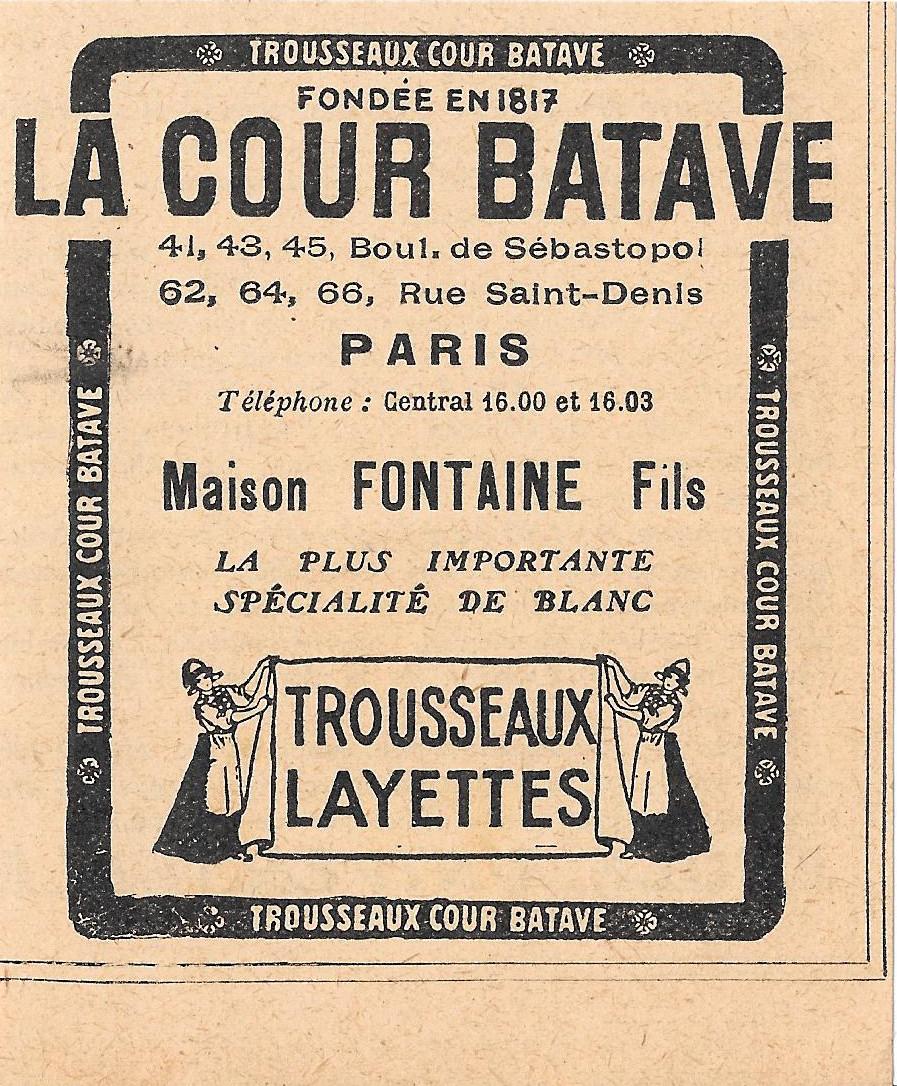 TROUSSEAUX COUR BATAVE
FONDÉE EN 1817
LA COUR BATAVE
41, 43, 45, Boul. de Sébastopol
62, 64, 66, Rue Saint-Denis
PARIS
Téléphone : Central 16.00 et 16.03
Maison FONTAINE Fils
LA PLUS IMPORTANTE
SPÉCIALITÉ DE BLANC
TROUSSEAUX
LAYETTES
TROUSSEAUX COUR BATAVE
TROUSSEAUX COUR BATAVE
TROUSSEAUX COUR BATAVE